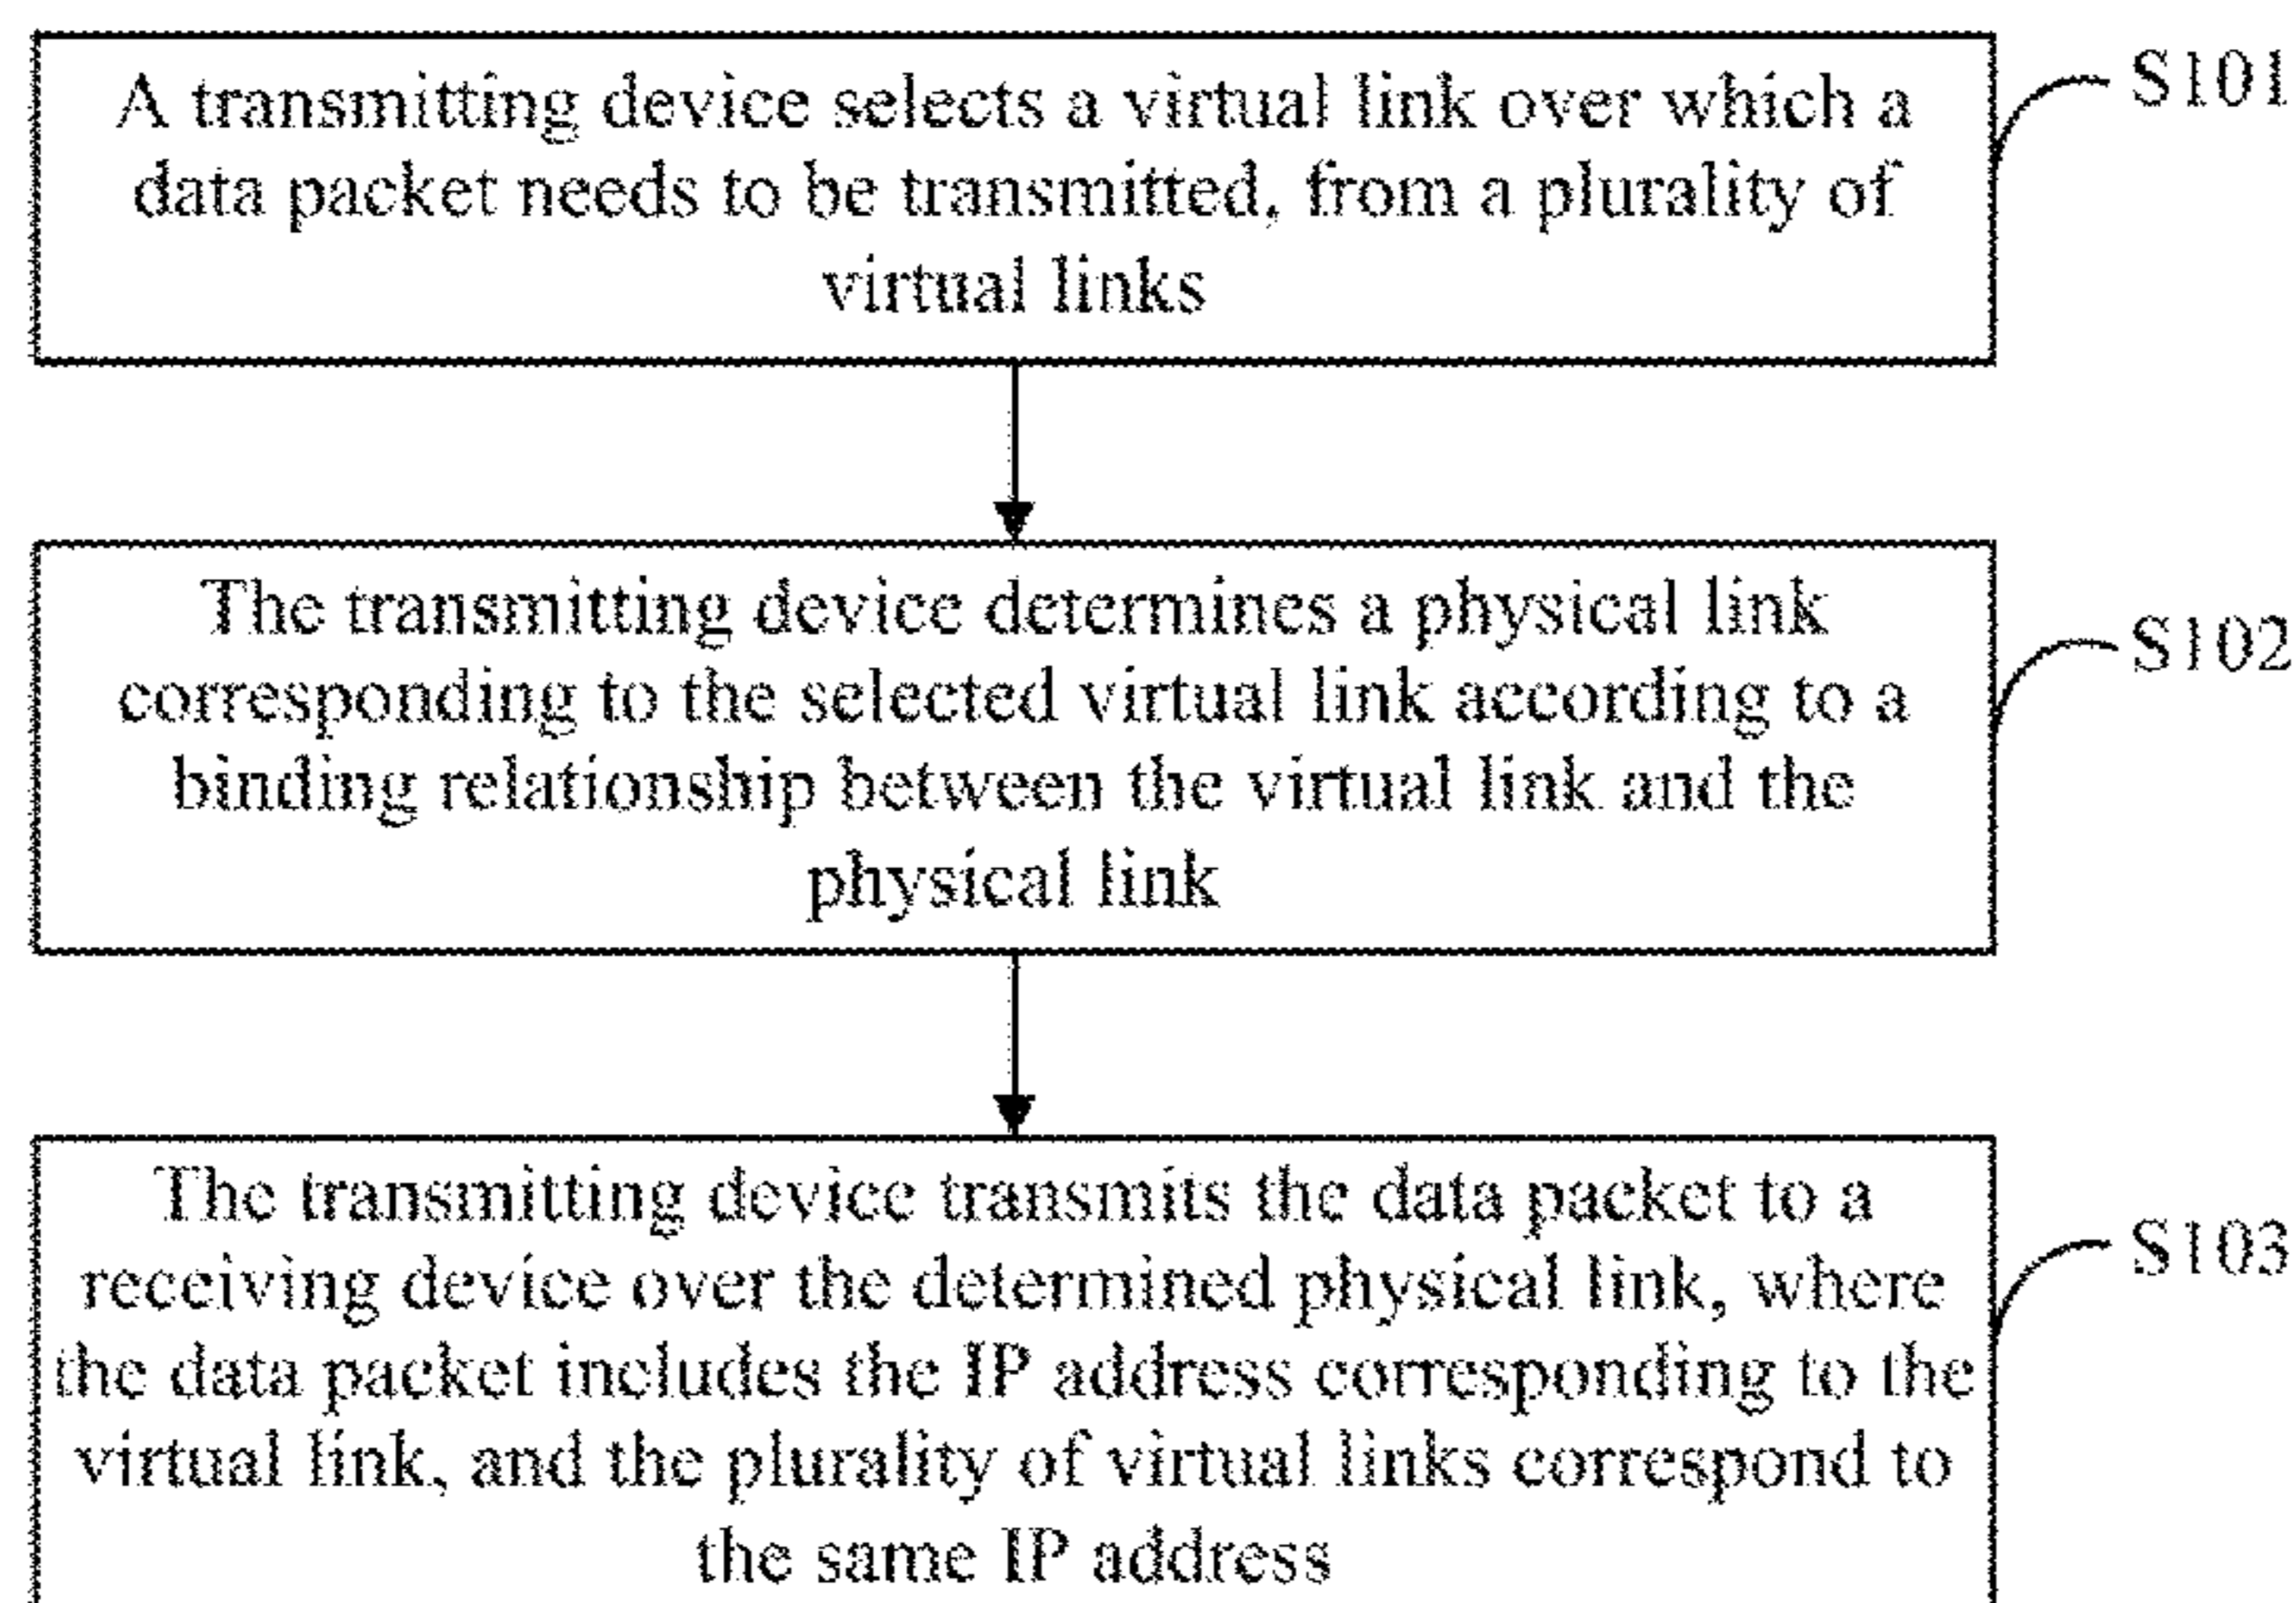 A transmitting device selects a virtual link over which a
data packet needs to be transmitted, from a plurality of
virtual links
S101
The transmitting device determines a physical link
corresponding to the selected virtual link according to a
binding relationship between the virtual link and the
physical link
S102
The transmitting device transmits the data packet to a
receiving device over the determined physical link, where
the data packet includes the IP address corresponding to the
virtual link, and the plurality of virtual links correspond to
the same IP address
S103